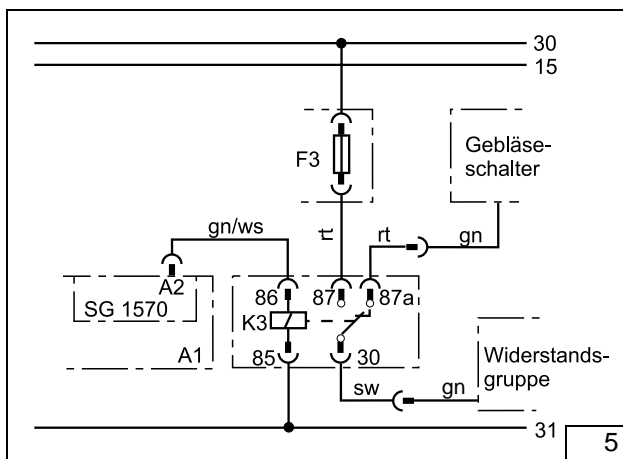 30
15
F3
Gebläse-
schalter
rt
gn/ws
rt
gn
A2
SG 1570
A1
86
87
87a
K3
85
30
Widerstands-
gruppe
sw
gn
31
5